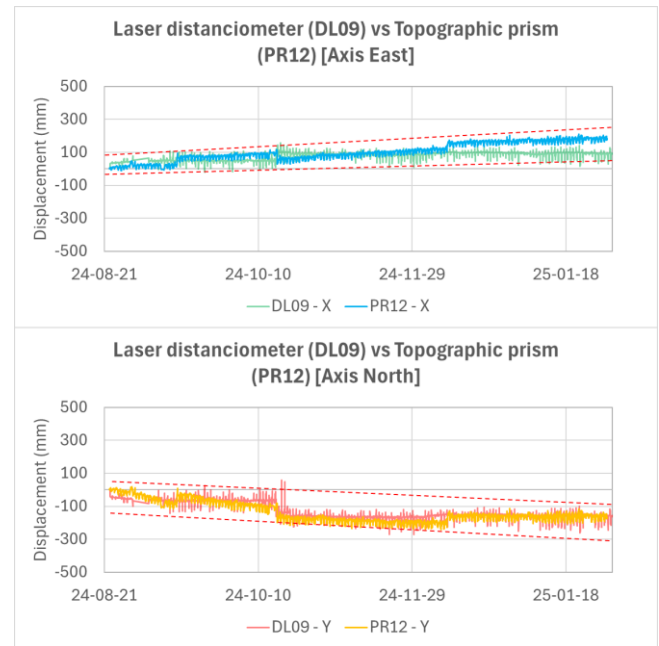 Laser distanciometer (DL09) vs Topographic prism
(PR12) [Axis East]
Displacement (mm)
500
300
100
-100
-300
-500
24-08-21
24-10-10
24-11-29
25-01-18
DL09 - X
PR12 - X
Laser distanciometer (DL09) vs Topographic prism
(PR12) [Axis North]
Displacement (mm)
500
300
100
-100
-300
-500
24-08-21
24-10-10
24-11-29
25-01-18
DL09 - Y
PR12 - Y